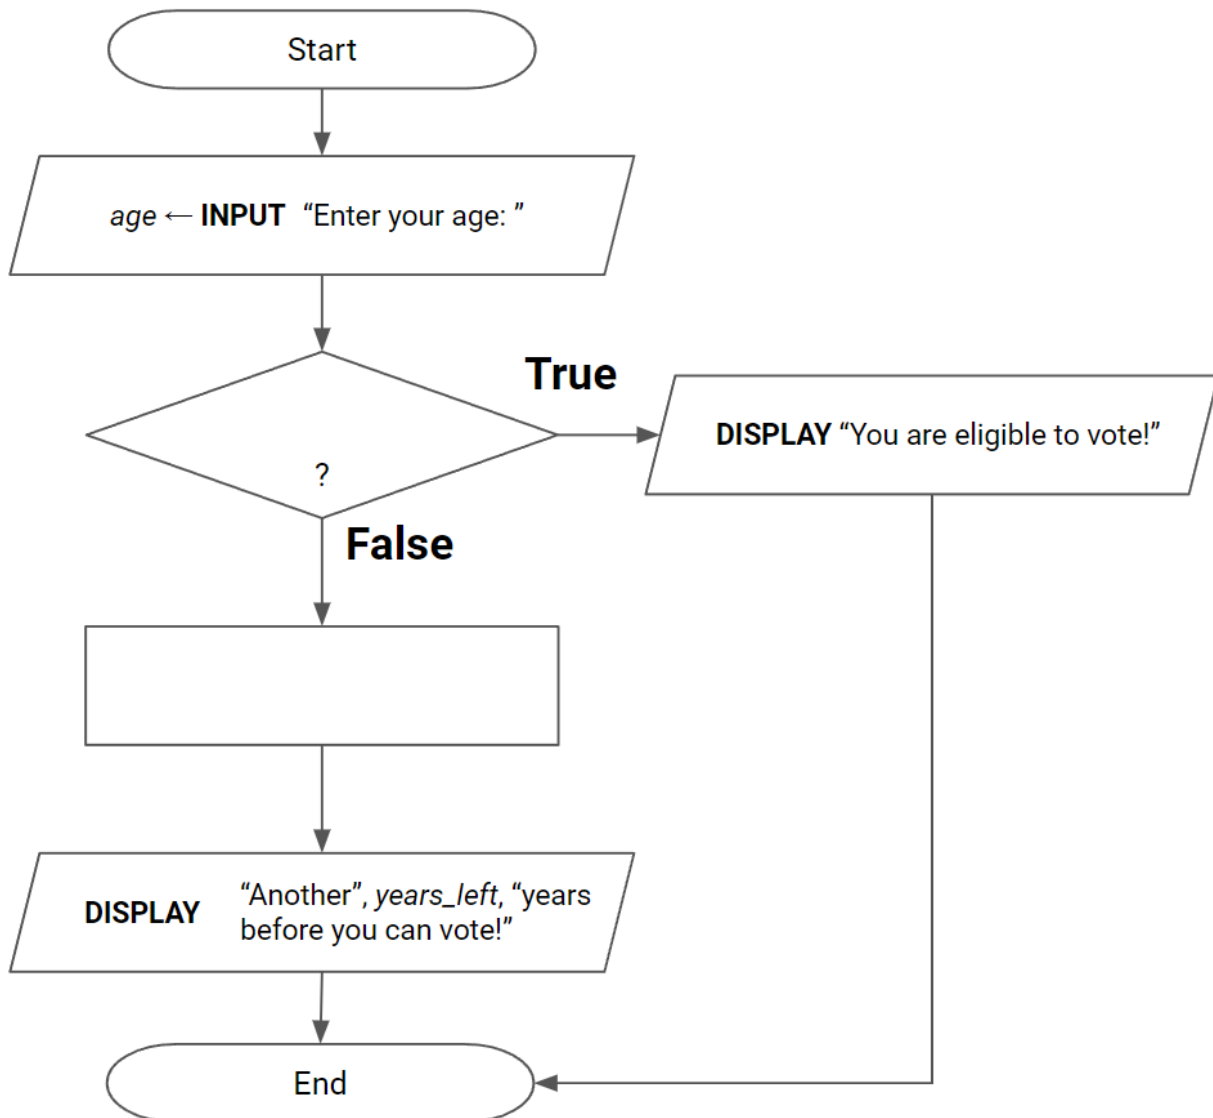 Start
age ← INPUT “Enter your age: ”
True
DISPLAY “You are eligible to vote!”
?
False
DISPLAY “Another”, years_left, “years
before you can vote!”
End